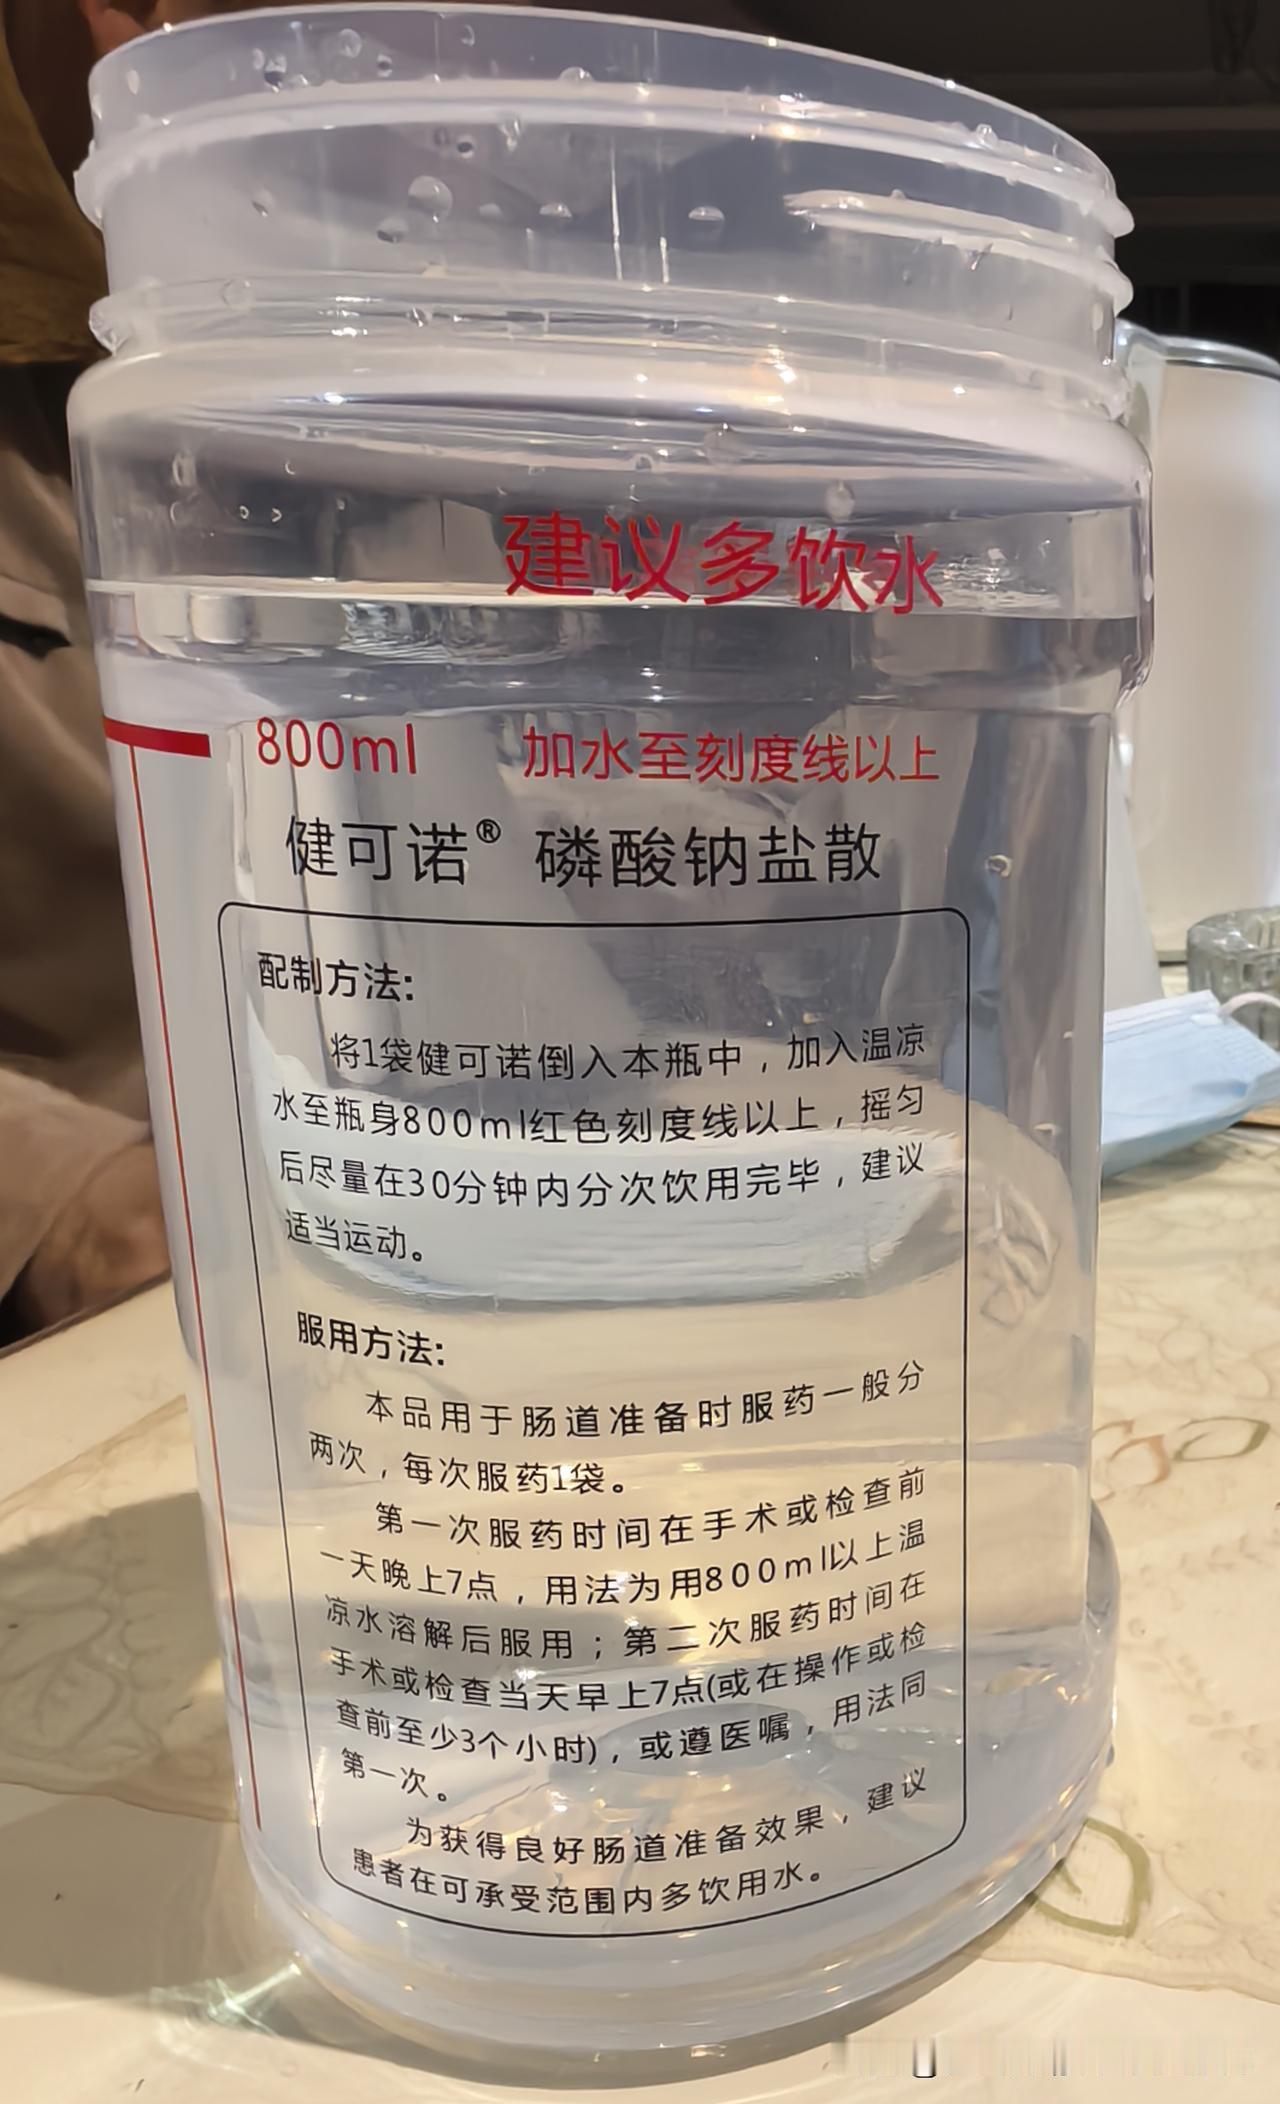 建议多饮水
800ml 加水至刻度线以上
健可诺® 磷酸钠盐散
配制方法:
将1袋健可诺倒入本瓶中，加入温凉
水至瓶身800ml红色刻度线以上，摇匀
后尽量在30分钟内分次饮用完毕，建议
适当运动。
服用方法:
本品用于肠道准备时服药一般分
两次，每次服药1袋。
第一次服药时间在手术或检查前
一天晚上7点，用法为用800ml以上温
凉水溶解后服用；第二次服药时间在
手术或检查当天早上7点(或在操作或检
查前至少3个小时)，或遵医嘱，用法同
第一次。
为获得良好肠道准备效果，建议
患者在可承受范围内多饮用水。